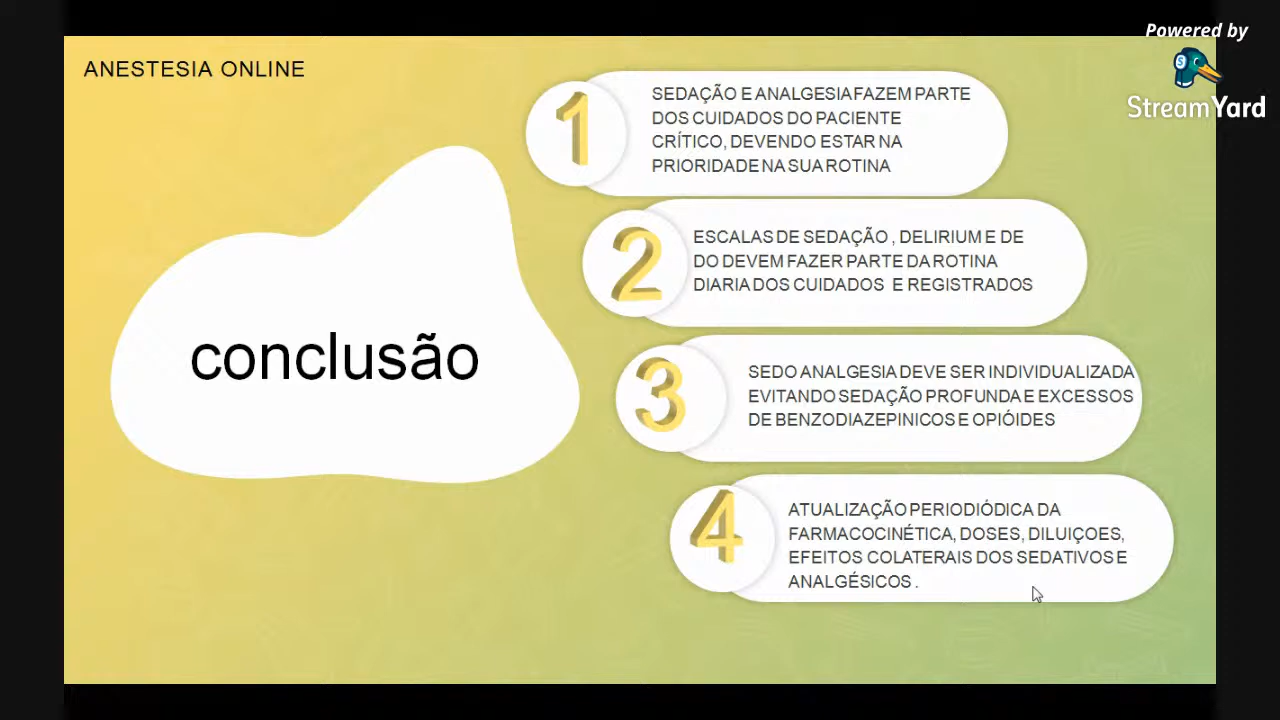 Powered by
StreamYard
ANESTESIA ONLINE
conclusão
1
SEDAÇÃO E ANALGESIA FAZEM PARTE
DOS CUIDADOS DO PACIENTE
CRÍTICO, DEVENDO ESTAR NA
PRIORIDADE NA SUA ROTINA
2
ESCALAS DE SEDAÇÃO , DELIRIUM E DE
DO DEVEM FAZER PARTE DA ROTINA
DIARIA DOS CUIDADOS E REGISTRADOS
3
SEDO ANALGESIA DEVE SER INDIVIDUALIZADA
EVITANDO SEDAÇÃO PROFUNDA E EXCESSOS
DE BENZODIAZEPINICOS E OPIÓIDES
4
ATUALIZAÇÃO PERIODIÓDICA DA
FARMACOCINÉTICA, DOSES, DILUIÇOES,
EFEITOS COLATERAIS DOS SEDATIVOS E
ANALGÉSICOS .